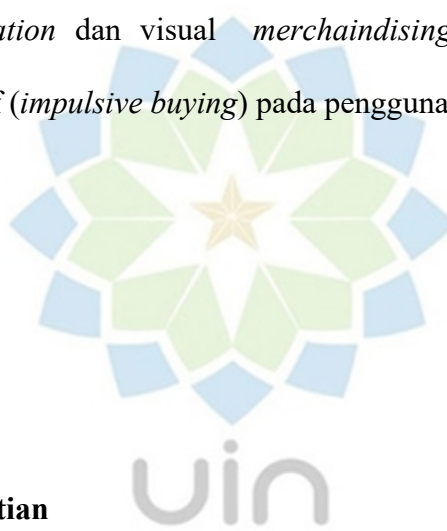 ation dan visual merchaindising
f (impulsive buying) pada pengguna
uin
tian